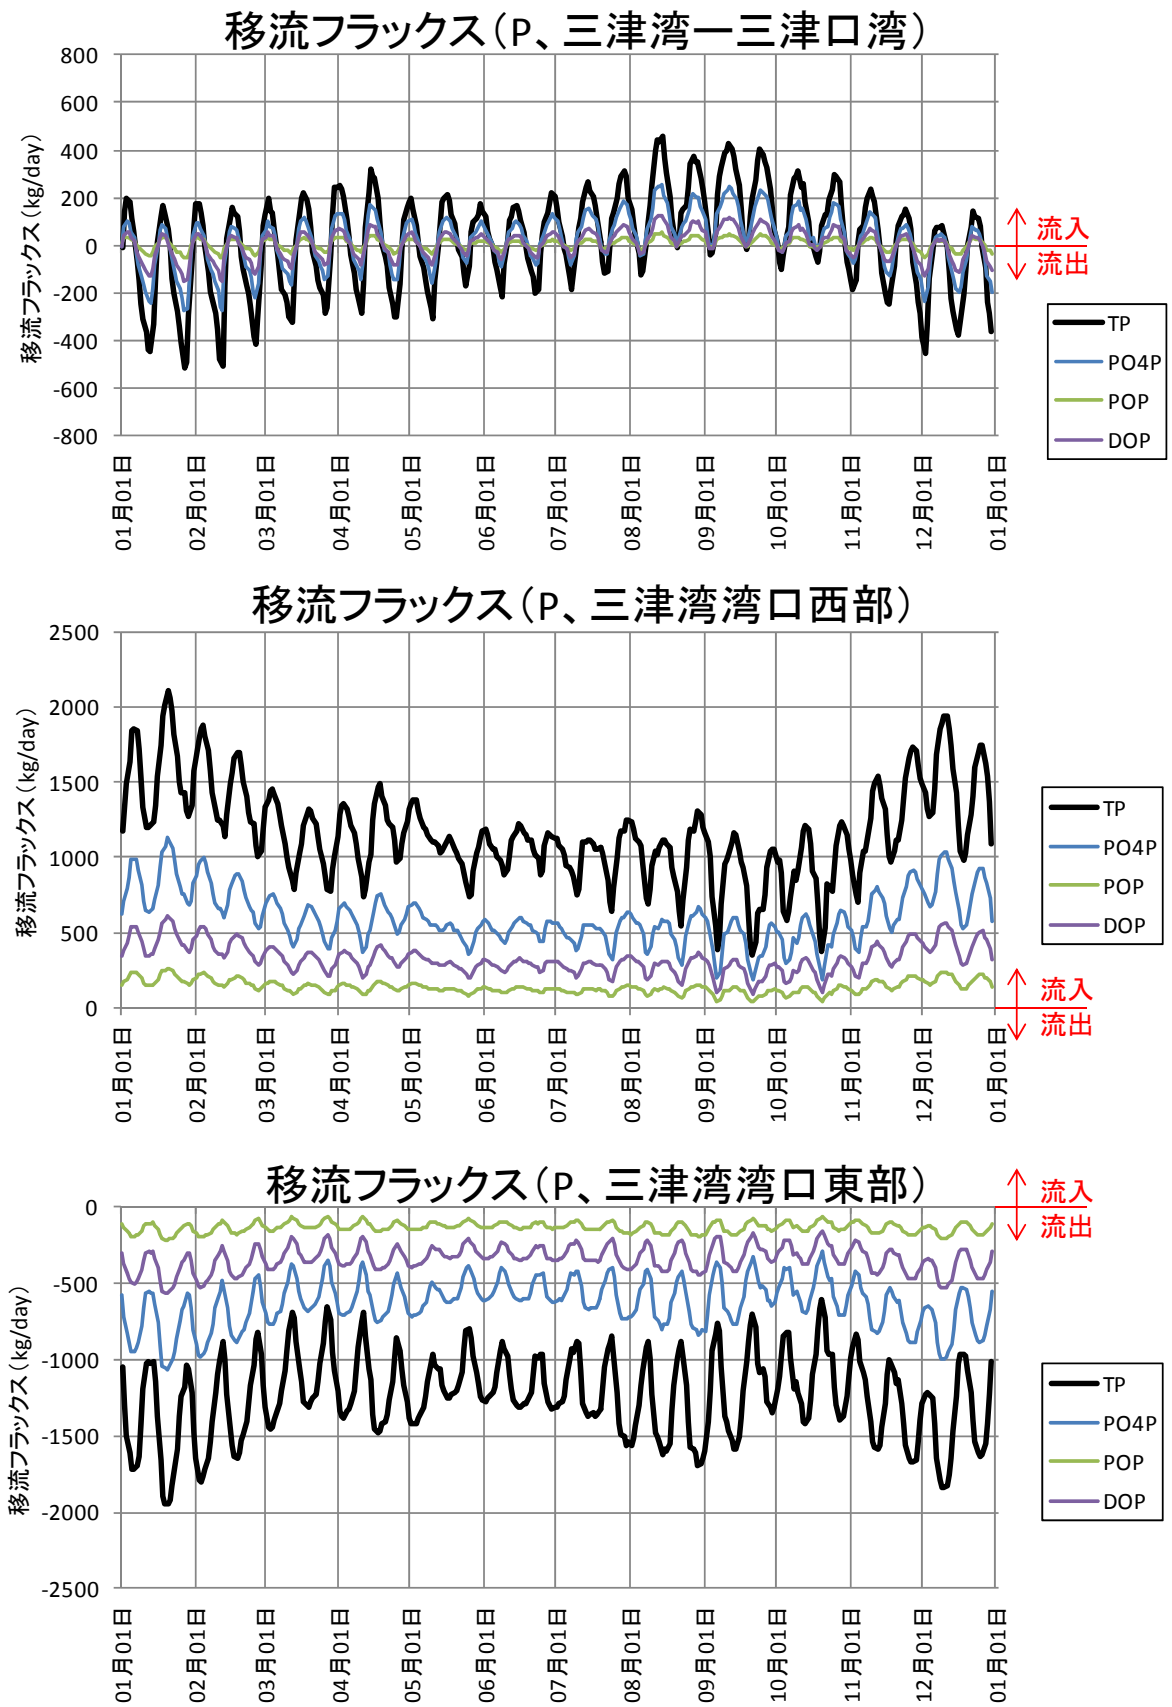 移流フラックス（P、三津湾ー三津口湾）
移流フラックス（kg/day）
800
600
400
200
0
-200
-400
-600
-800
流入
流出
TP
PO4P
POP
DOP
01月01日
02月01日
03月01日
04月01日
05月01日
06月01日
07月01日
08月01日
09月01日
10月01日
11月01日
12月01日
01月01日
移流フラックス（P、三津湾湾口西部）
移流フラックス（kg/day）
2500
2000
1500
1000
500
0
TP
PO4P
POP
DOP
流入
流出
01月01日
02月01日
03月01日
04月01日
05月01日
06月01日
07月01日
08月01日
09月01日
10月01日
11月01日
12月01日
01月01日
移流フラックス（P、三津湾湾口東部）
流入
流出
移流フラックス（kg/day）
0
-500
-1000
-1500
-2000
-2500
TP
PO4P
POP
DOP
01月01日
02月01日
03月01日
04月01日
05月01日
06月01日
07月01日
08月01日
09月01日
10月01日
11月01日
12月01日
01月01日